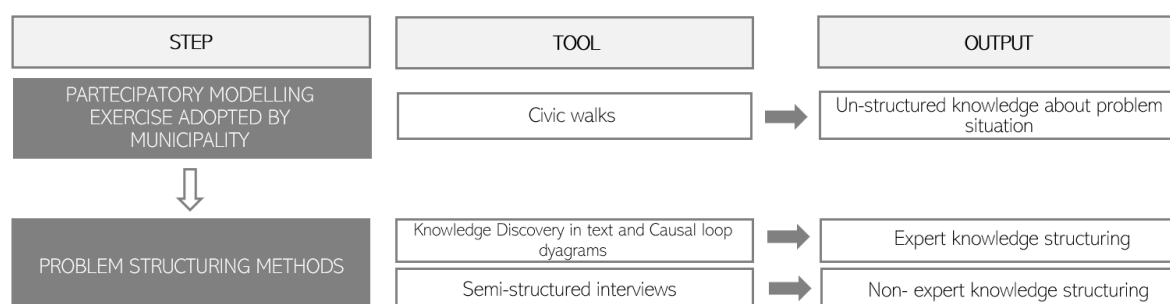 STEP
TOOL
OUTPUT
PARTECIPATORY MODELLING
EXERCISE ADOPTED BY
MUNICIPALITY
Civic walks
Un-structured knowledge about problem
situation
PROBLEM STRUCTURING METHODS
Knowledge Discovery in text and Causal loop
dyagrams
Expert knowledge structuring
Semi-structured interviews
Non- expert knowledge structuring